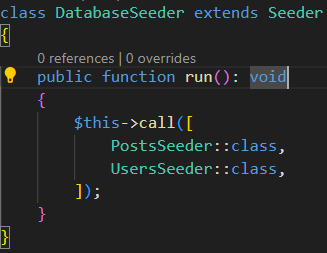 class DatabaseSeeder extends Seeder
{
0 references | 0 overrides
public function run(): void
{
$this->call([
PostsSeeder::class,
UsersSeeder::class,
]);
}
}